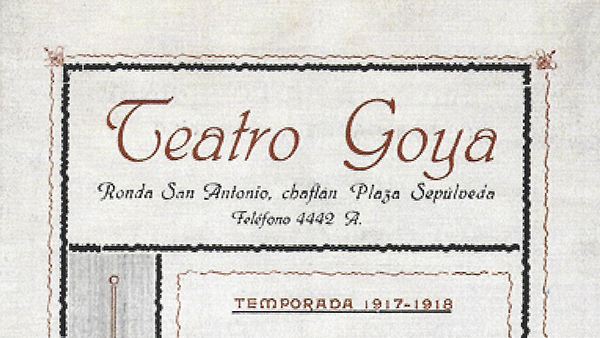 Teatro Goya
Ronda San Antonio, chaflan Plaza Sepúlveda
Teléfono 4442 A.
TEMPORADA 1917-1918